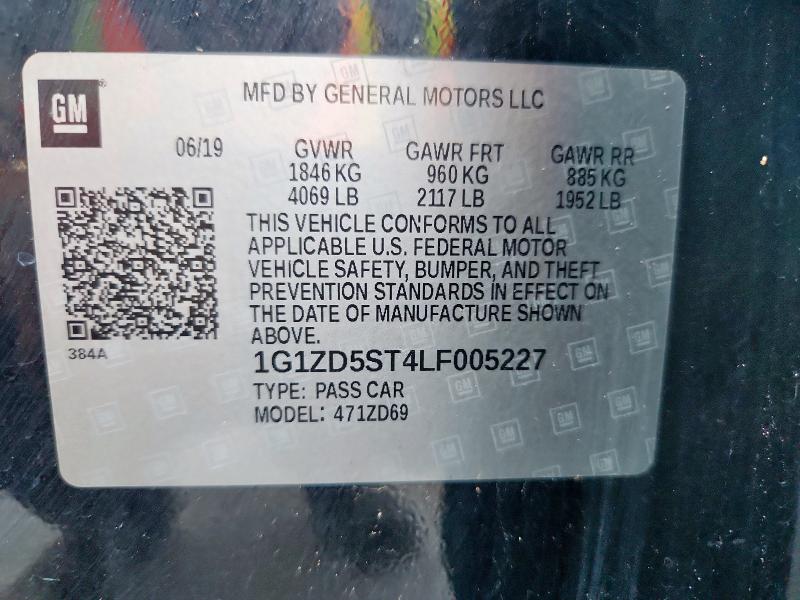 GM
MFD BY GENERAL MOTORS LLC
06/19 GVWR GAWR FRT GAWR RR
1846 KG 960 KG 885 KG
4069 LB 2117 LB 1952 LB
THIS VEHICLE CONFORMS TO ALL
APPLICABLE U.S. FEDERAL MOTOR
VEHICLE SAFETY, BUMPER, AND THEFT
PREVENTION STANDARDS IN EFFECT ON
THE DATE OF MANUFACTURE SHOWN
ABOVE.
384A
1G1ZD5ST4LF005227
TYPE: PASS CAR
MODEL: 471ZD69